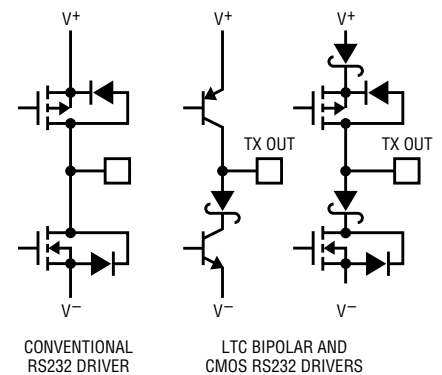 V+ V+ V+
TX OUT TX OUT
V– V– V–
CONVENTIONAL
RS232 DRIVER
LTC BIPOLAR AND
CMOS RS232 DRIVERS